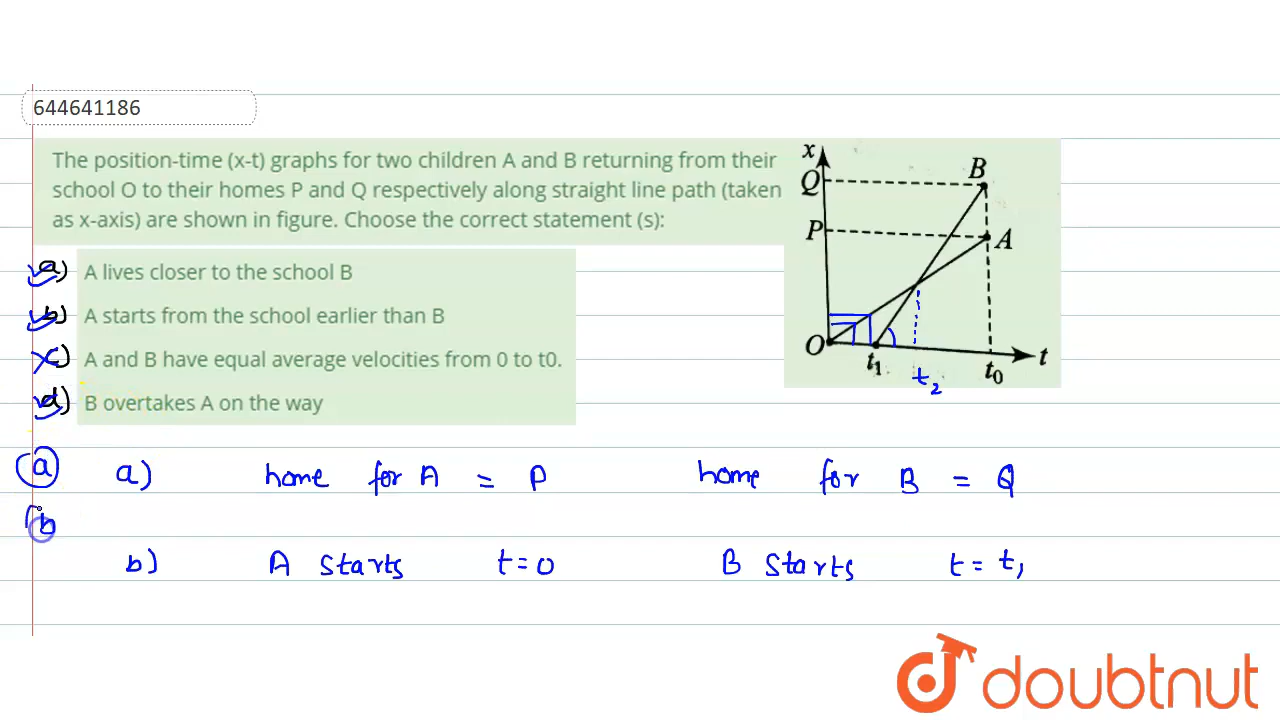 644641186
The position-time (x-t) graphs for two children A and B returning from their
school O to their homes P and Q respectively along straight line path (taken
as x-axis) are shown in figure. Choose the correct statement (s):
x
Q
B
P
A
O
t1
t2
t0
t
a) A lives closer to the school B
b) A starts from the school earlier than B
c) A and B have equal average velocities from 0 to t0.
d) B overtakes A on the way
(a) a) home for A = P home for B = Q
(b
b) A starts t=0 B starts t = t1
doubtnut